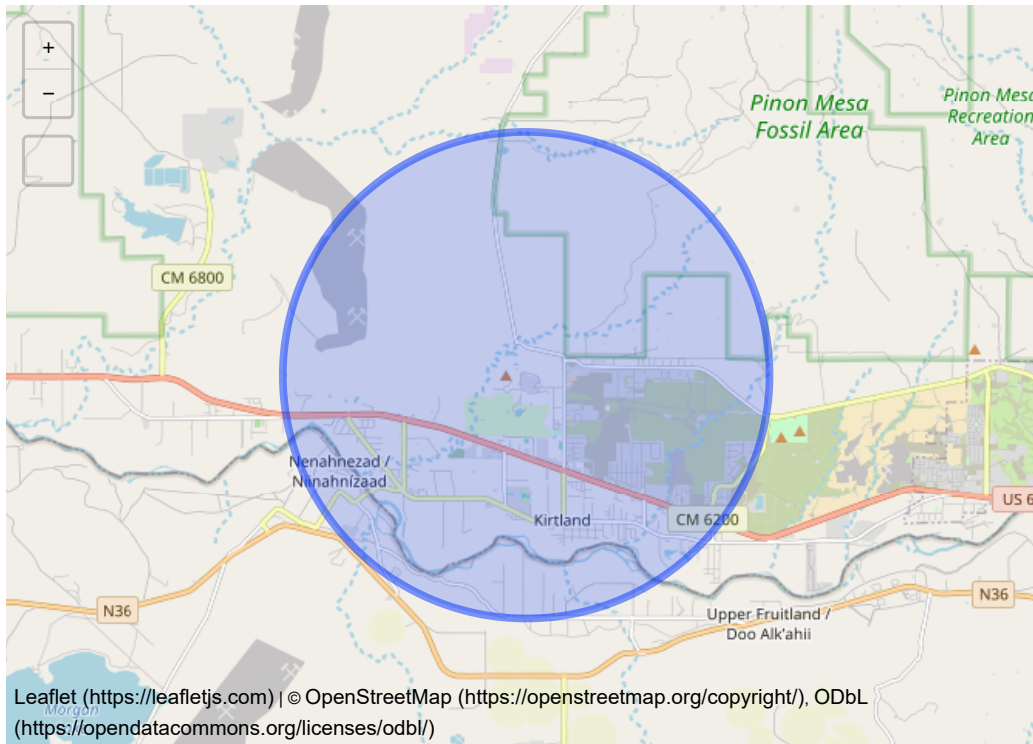 +
−
Pinon Mesa
Fossil Area
Pinon Mesa
Recreation
Area
CM 6800
Nenahnezad /
Niinahnízaad
Kirtland
CM 6200
US 6
N36
N36
Upper Fruitland /
Doo Alk'ahii
Morgan
Leaflet (https://leafletjs.com) | © OpenStreetMap (https://openstreetmap.org/copyright/), ODbL
(https://opendatacommons.org/licenses/odbl/)